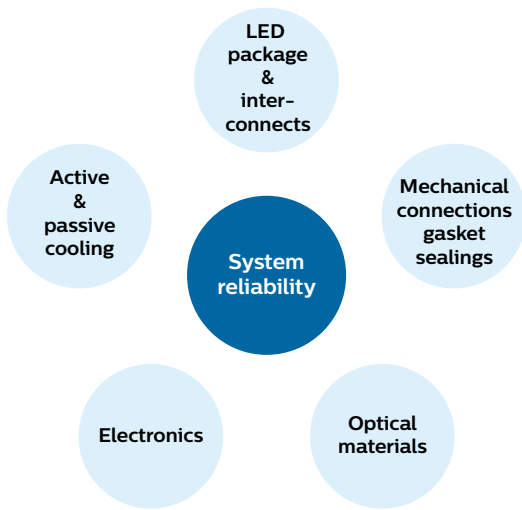 LED
package
&
inter-
connects
Active
&
passive
cooling
Mechanical
connections
gasket
sealings
System
reliability
Electronics
Optical
materials